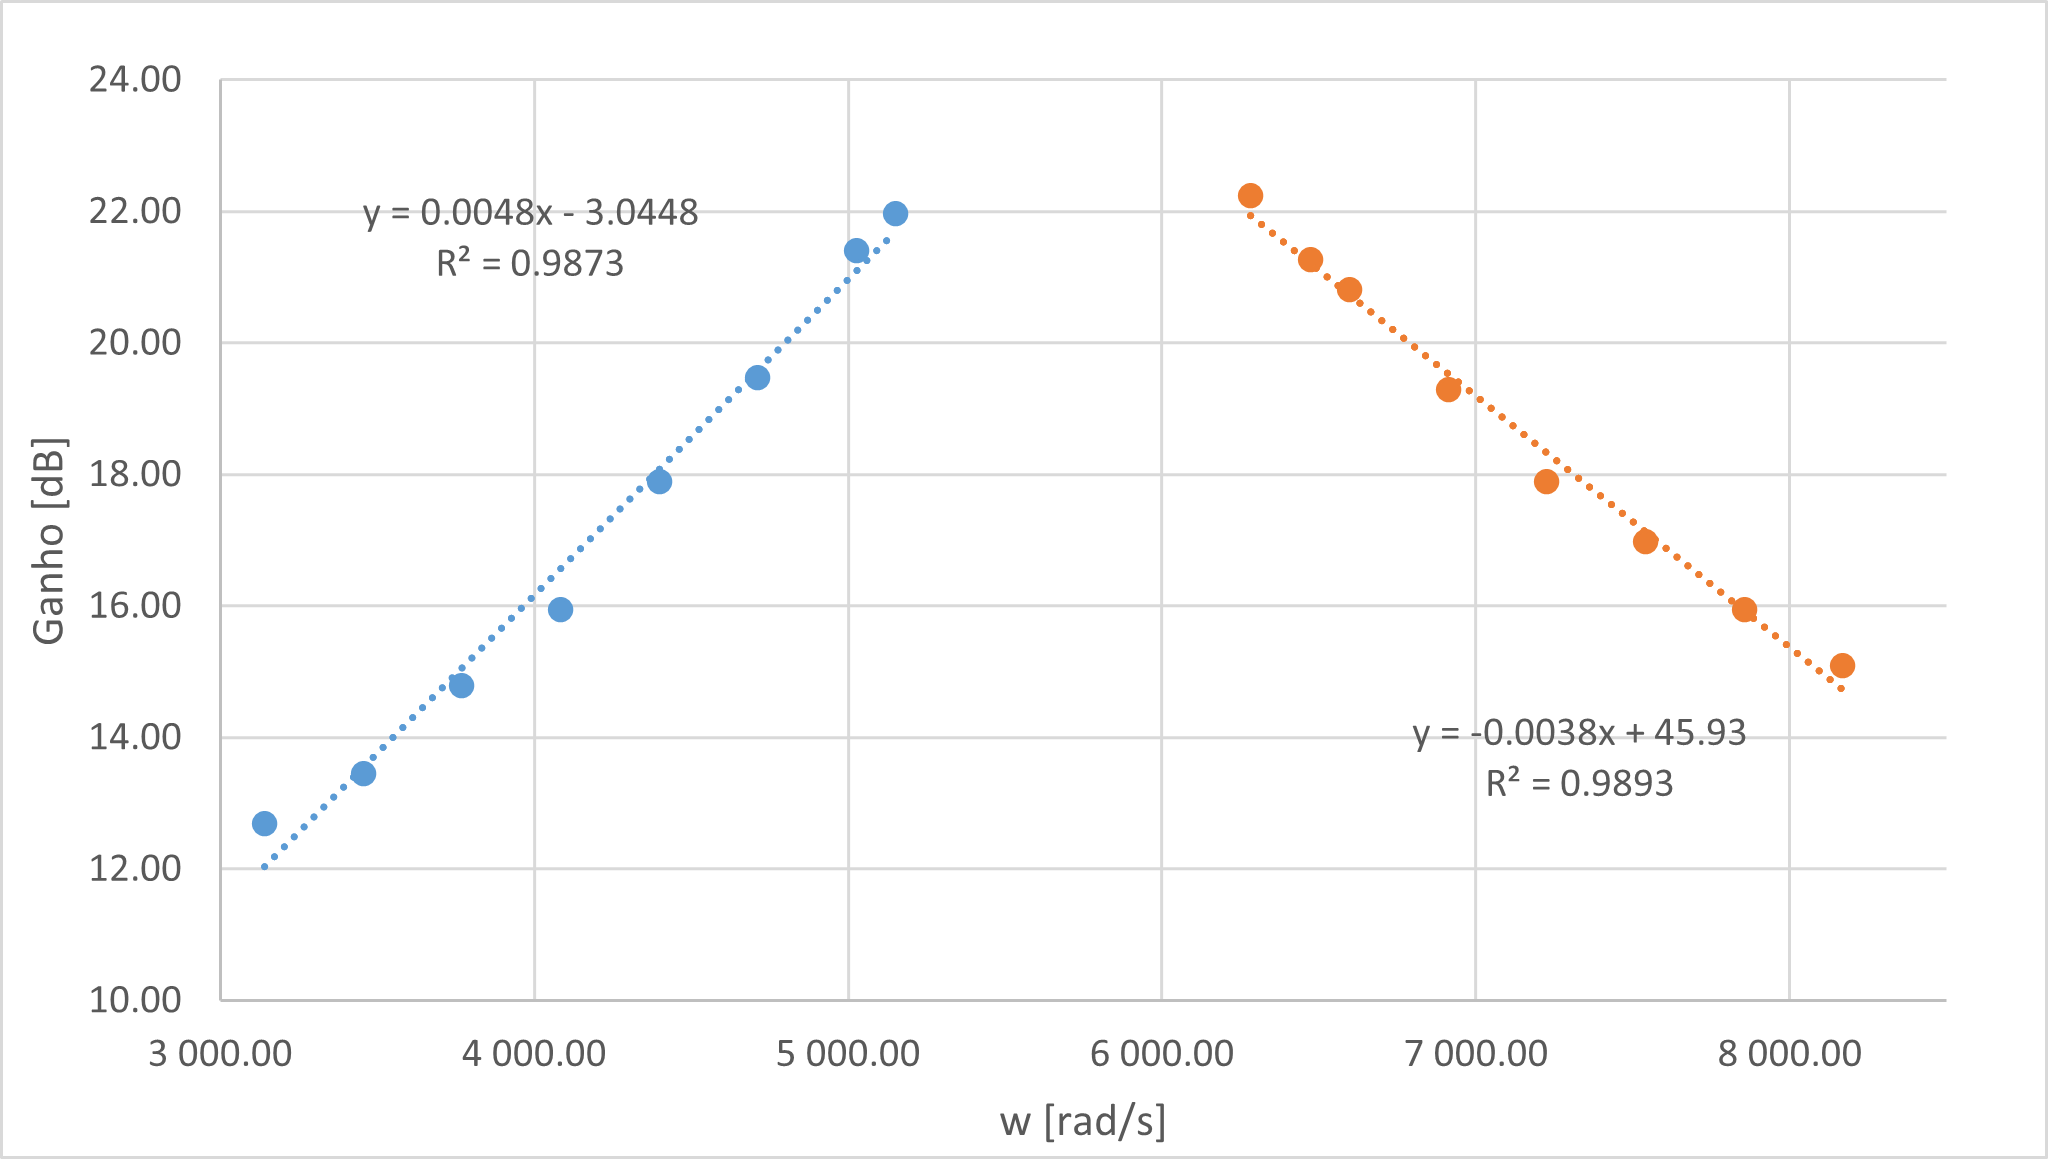 24.00
22.00
20.00
18.00
16.00
14.00
12.00
10.00
Ganho [dB]
y = 0.0048x - 3.0448
R² = 0.9873
y = -0.0038x + 45.93
R² = 0.9893
3 000.00 4 000.00 5 000.00 6 000.00 7 000.00 8 000.00
w [rad/s]